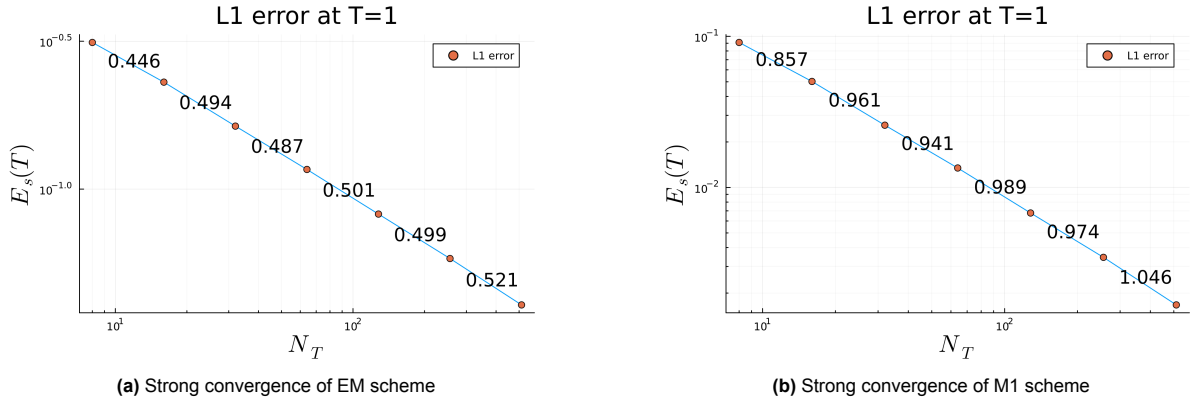 L1 error at T=1
10^{-0.5}
L1 error
0.446
0.494
0.487
E_s(T)
10^{-1.0}
0.501
0.499
0.521
10^1
10^2
N_T
(a) Strong convergence of EM scheme
L1 error at T=1
10^{-1}
L1 error
0.857
0.961
0.941
E_s(T)
10^{-2}
0.989
0.974
1.046
10^1
10^2
N_T
(b) Strong convergence of M1 scheme